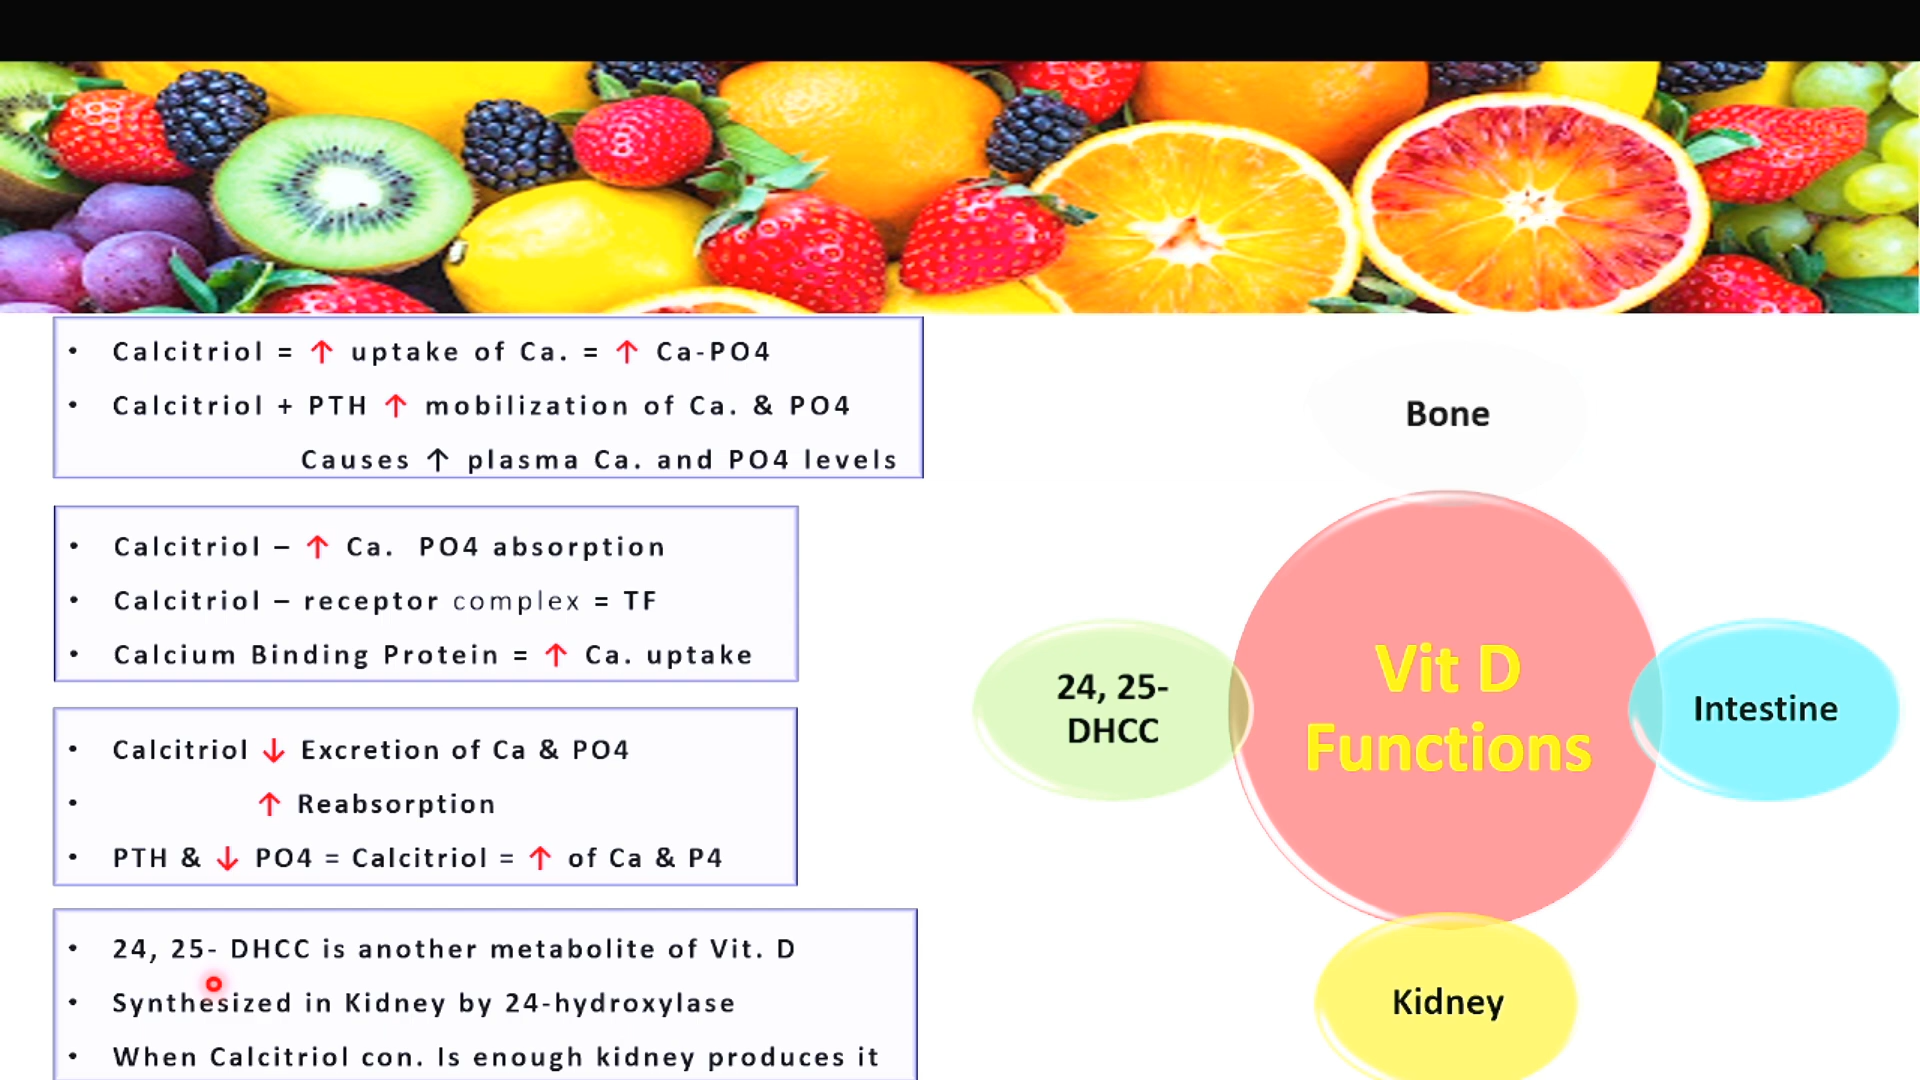 • Calcitriol = ↑ uptake of Ca. = ↑ Ca-PO4
• Calcitriol + PTH ↑ mobilization of Ca. & PO4
Causes ↑ plasma Ca. and PO4 levels
• Calcitriol – ↑ Ca. PO4 absorption
• Calcitriol – receptor complex = TF
• Calcium Binding Protein = ↑ Ca. uptake
• Calcitriol ↓ Excretion of Ca & PO4
• ↑ Reabsorption
• PTH & ↓ PO4 = Calcitriol = ↑ of Ca & P4
• 24, 25- DHCC is another metabolite of Vit. D
• Synthesized in Kidney by 24-hydroxylase
• When Calcitriol con. Is enough kidney produces it
Bone
24, 25-
DHCC
Vit D
Functions
Intestine
Kidney